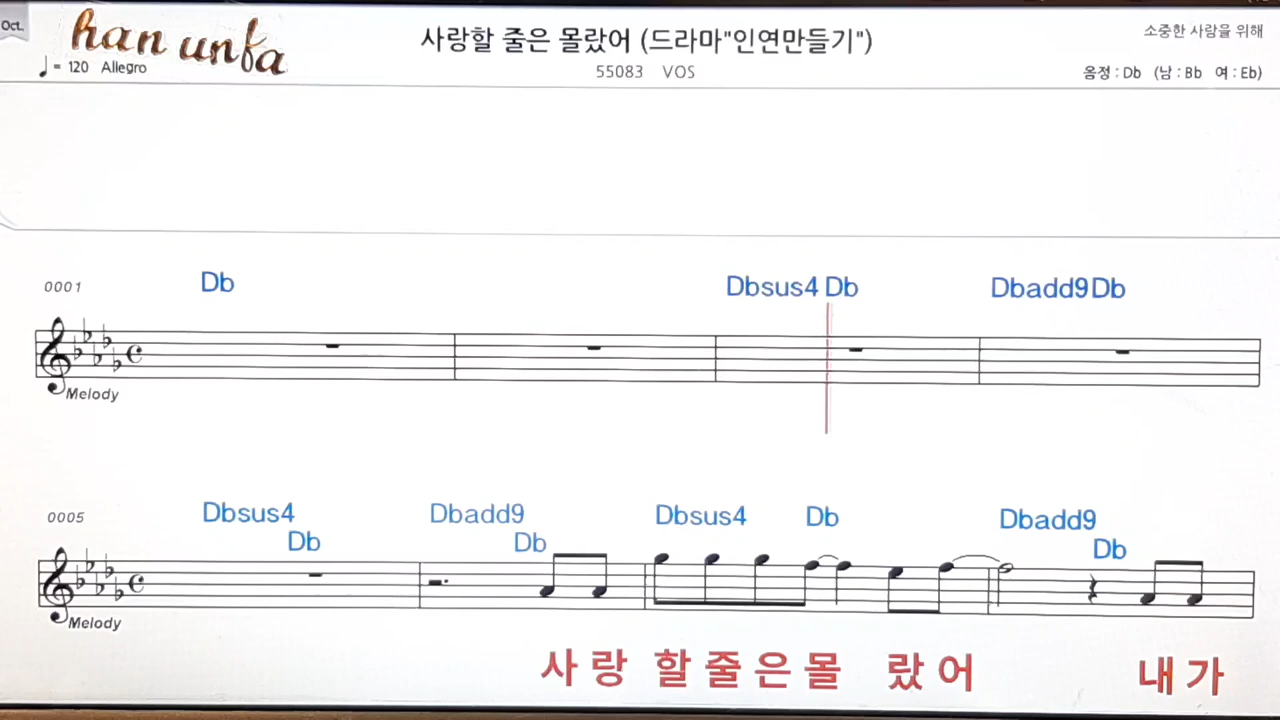 Oct.
han unfa
사랑할 줄은 몰랐어 (드라마"인연만들기")
소중한 사람을 위해
♩= 120 Allegro
55083 VOS
음정 : Db (남 : Bb 여 : Eb)
0001
Db
Dbsus4 Db
Dbadd9 Db
Melody
0005
Dbsus4
Db
Dbadd9
Db
Dbsus4 Db
Dbadd9
Db
Melody
사 랑 할 줄 은 몰 랐 어 내 가